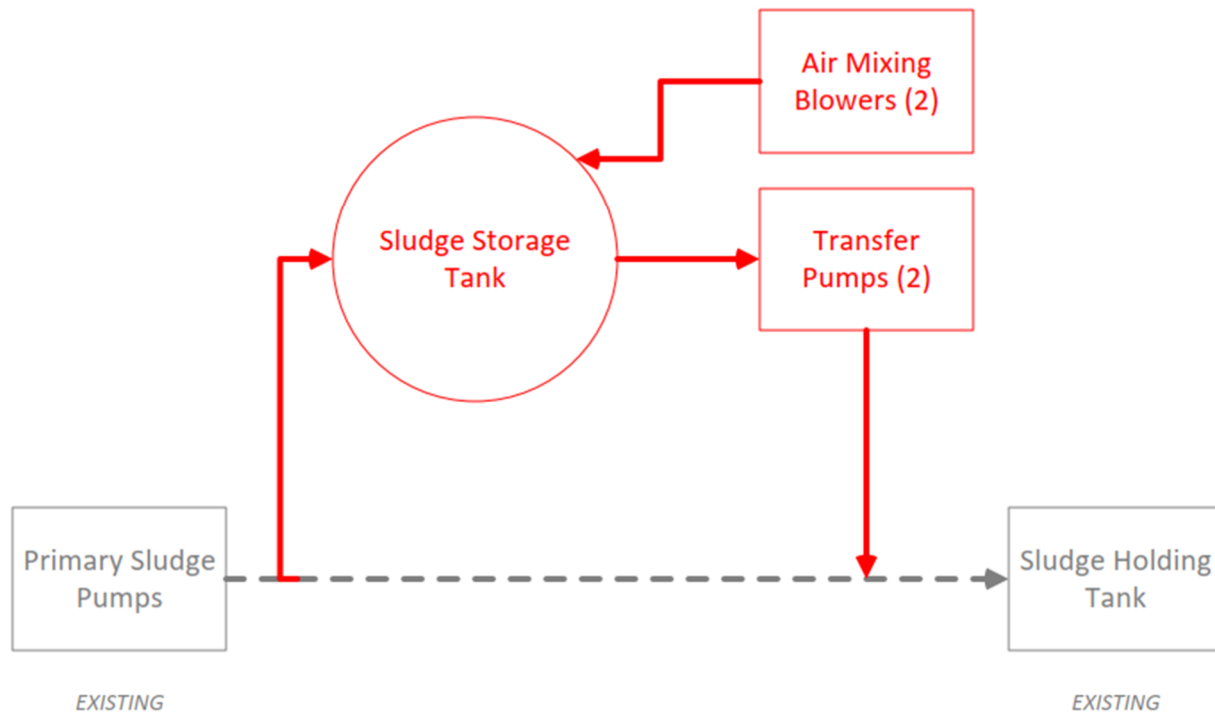 Air Mixing
Blowers (2)
Sludge Storage
Tank
Transfer
Pumps (2)
Primary Sludge
Pumps
Sludge Holding
Tank
EXISTING
EXISTING